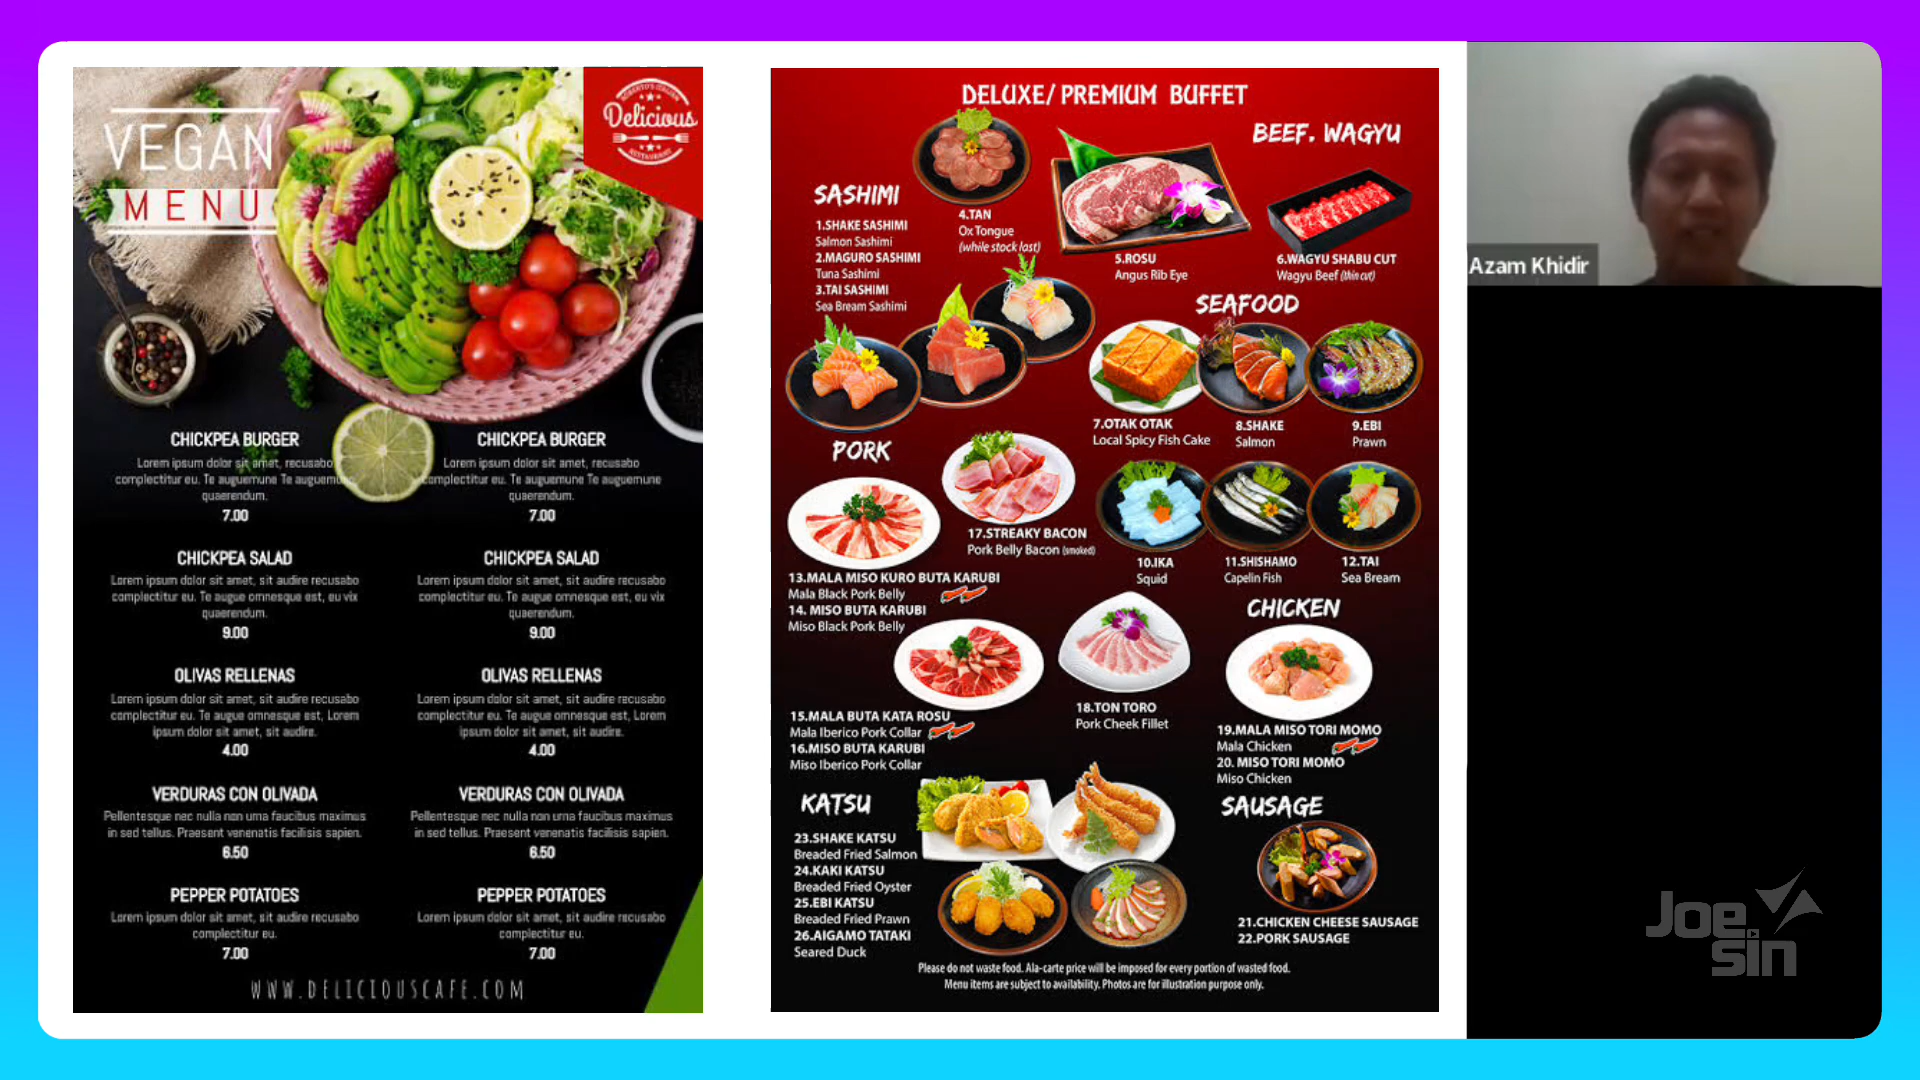 VEGAN
MENU
Delicious
RESTAURANT
CHICKPEA BURGER
Lorem ipsum dolor sit amet, recusabo
complectitur eu. Te auguemune Te auguemu
quaerendum.
7.00
CHICKPEA SALAD
Lorem ipsum dolor sit amet, sit audire recusabo
complectitur eu. Te augue omnesque est, eu vix
quaerendum.
9.00
OLIVAS RELLENAS
Lorem ipsum dolor sit amet, sit audire recusabo
complectitur eu. Te augue omnesque est, Lorem
ipsum dolor sit amet, sit audire.
4.00
VERDURAS CON OLIVADA
Pellentesque nec nulla non urna faucibus maximus
in sed tellus. Praesent venenatis facilisis sapien.
6.50
PEPPER POTATOES
Lorem ipsum dolor sit amet, sit audire recusabo
complectitur eu.
7.00
CHICKPEA BURGER
Lorem ipsum dolor sit amet, recusabo
complectitur eu. Te auguemune Te auguemune
quaerendum.
7.00
CHICKPEA SALAD
Lorem ipsum dolor sit amet, sit audire recusabo
complectitur eu. Te augue omnesque est, eu vix
quaerendum.
9.00
OLIVAS RELLENAS
Lorem ipsum dolor sit amet, sit audire recusabo
complectitur eu. Te augue omnesque est, Lorem
ipsum dolor sit amet, sit audire.
4.00
VERDURAS CON OLIVADA
Pellentesque nec nulla non urna faucibus maximus
in sed tellus. Praesent venenatis facilisis sapien.
6.50
PEPPER POTATOES
Lorem ipsum dolor sit amet, sit audire recusabo
complectitur eu.
7.00
WWW.DELICIOUSCAFE.COM
DELUXE/ PREMIUM BUFFET
SASHIMI
1.SHAKE SASHIMI
Salmon Sashimi
2.MAGURO SASHIMI
Tuna Sashimi
3.TAI SASHIMI
Sea Bream Sashimi
4.TAN
Ox Tongue
(while stock last)
BEEF. WAGYU
5.ROSU
Angus Rib Eye
6.WAGYU SHABU CUT
Wagyu Beef (thin cut)
SEAFOOD
7.OTAK OTAK
Local Spicy Fish Cake
8.SHAKE
Salmon
9.EBI
Prawn
10.IKA
Squid
11.SHISHAMO
Capelin Fish
12.TAI
Sea Bream
PORK
17.STREAKY BACON
Pork Belly Bacon (smoked)
13.MALA MISO KURO BUTA KARUBI
Mala Black Pork Belly
14. MISO BUTA KARUBI
Miso Black Pork Belly
15.MALA BUTA KATA ROSU
Mala Iberico Pork Collar
16.MISO BUTA KARUBI
Miso Iberico Pork Collar
18.TON TORO
Pork Cheek Fillet
CHICKEN
19.MALA MISO TORI MOMO
Mala Chicken
20. MISO TORI MOMO
Miso Chicken
KATSU
23.SHAKE KATSU
Breaded Fried Salmon
24.KAKI KATSU
Breaded Fried Oyster
25.EBI KATSU
Breaded Fried Prawn
26.AIGAMO TATAKI
Seared Duck
SAUSAGE
21.CHICKEN CHEESE SAUSAGE
22.PORK SAUSAGE
Please do not waste food. Ala-carte price will be imposed for every portion of wasted food.
Menu items are subject to availability. Photos are for illustration purpose only.
Azam Khidir
Joe
Sin